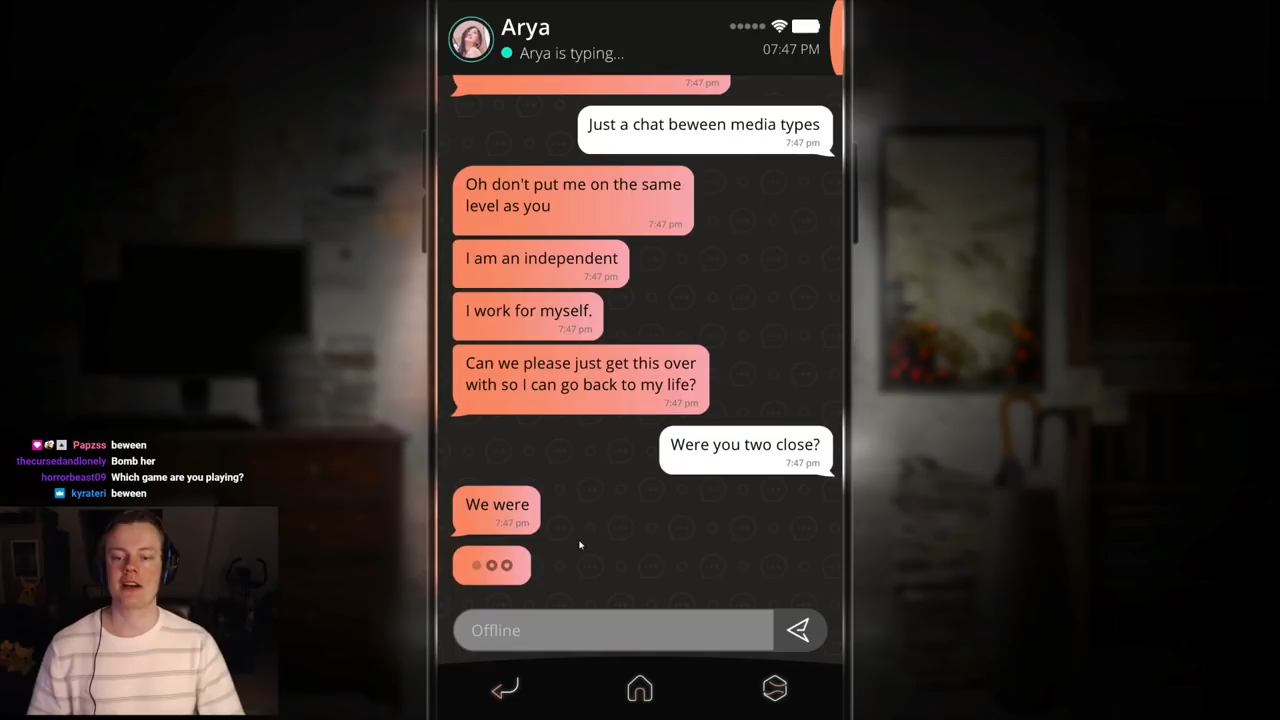 Arya
Arya is typing...
07:47 PM
7:47 pm
Just a chat beween media types
7:47 pm
Oh don't put me on the same
level as you
7:47 pm
I am an independent
7:47 pm
I work for myself.
7:47 pm
Can we please just get this over
with so I can go back to my life?
7:47 pm
Were you two close?
7:47 pm
We were
7:47 pm
Offline
Papzss beween
thecursedandlonely Bomb her
horrorbeast09 Which game are you playing?
kyrateri beween